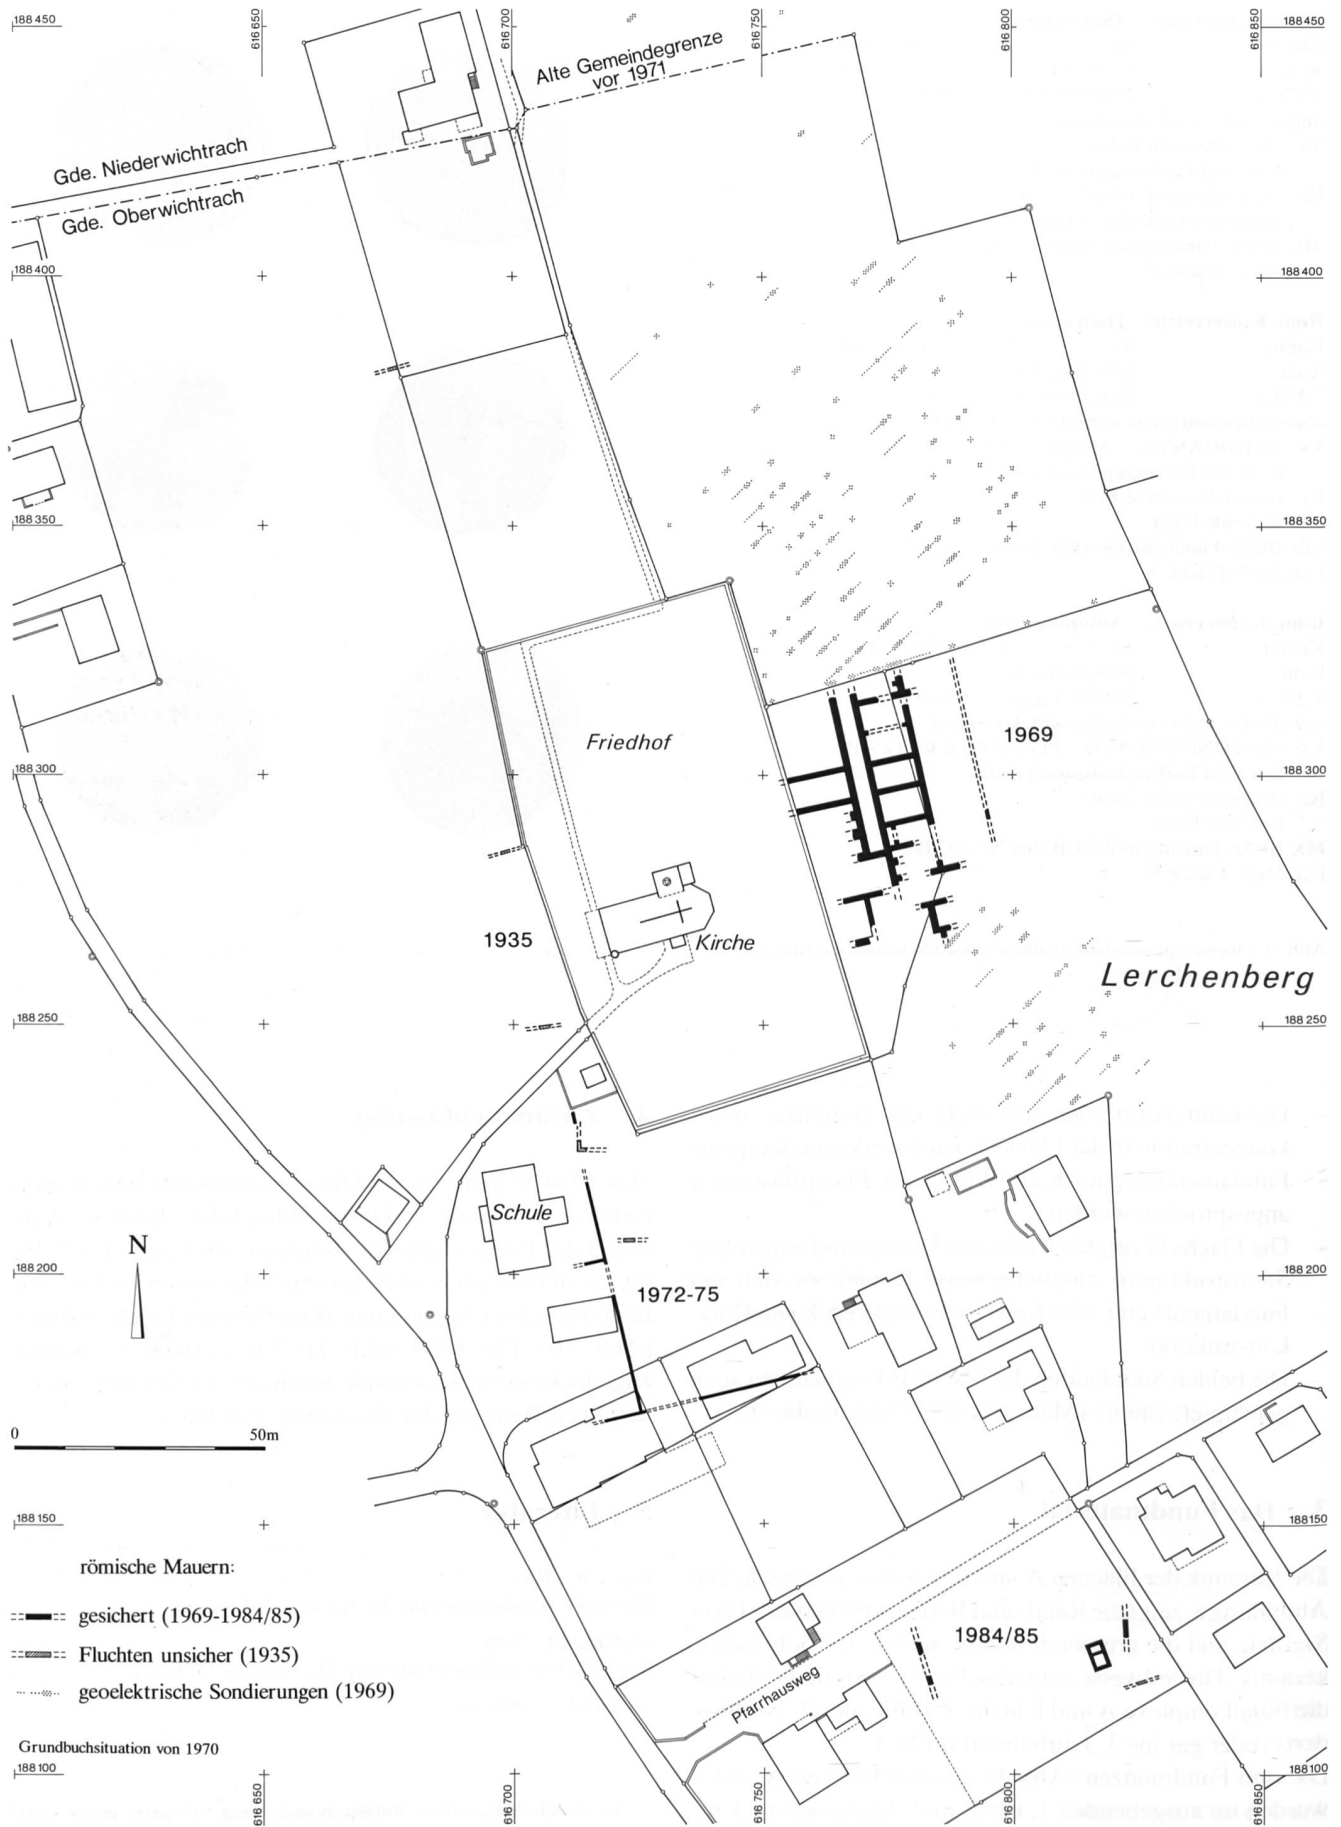 188 450
616 650
616 700
616 750
616 800
616 850
188 450
Alte Gemeindegrenze
vor 1971
Gde. Niederwichtrach
Gde. Oberwichtrach
188 400
188 400
188 350
188 350
1969
Friedhof
188 300
188 300
1935
Kirche
Lerchenberg
188 250
188 250
Schule
N
188 200
188 200
1972-75
0
50m
188 150
188 150
römische Mauern:
gesichert (1969-1984/85)
Fluchten unsicher (1935)
geoelektrische Sondierungen (1969)
1984/85
Pfarrhausweg
Grundbuchsituation von 1970
188 100
188 100
616 650
616 700
616 750
616 800
616 850